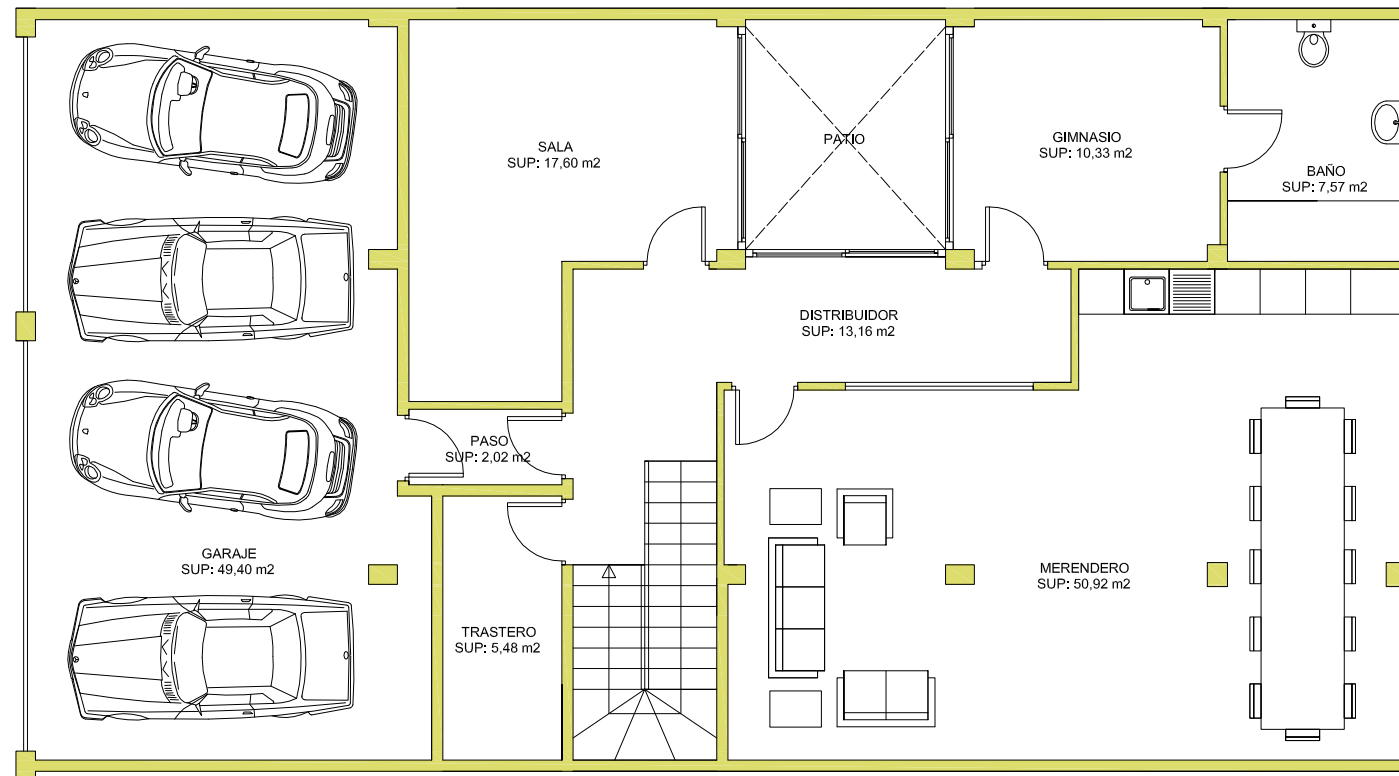 SALA
SUP: 17,60 m2
PATIO
GIMNASIO
SUP: 10,33 m2
BAÑO
SUP: 7,57 m2
DISTRIBUIDOR
SUP: 13,16 m2
PASO
SUP: 2,02 m2
GARAJE
SUP: 49,40 m2
MERENDERO
SUP: 50,92 m2
TRASTERO
SUP: 5,48 m2